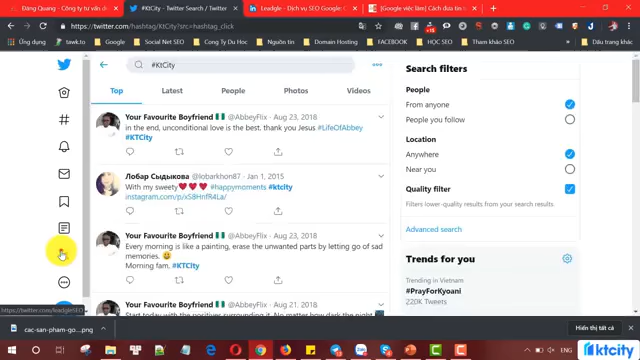 Đăng Quang - Công ty tư vấn d
#KtCity - Twitter Search / Twitter
Leudgle - Dịch vụ SEO Google: G
[Google việc làm] Cách đưa tin t
https://twitter.com/hashtag/KtCity?src=hashtag_click
Ứng dụng
tawk.to
Google
Social Net SEO
Cong Ty Du Hoc
Nguồn
Domain Hosting
FACEBOOK
HỌC SEO
Tham khảo SEO
Dấu trang khác
#KtCity
Top
Latest
People
Photos
Videos
Your Favourite Boyfriend @AbbeyFlix · Aug 23, 2018
in the end, unconditional love is the best. thank you Jesus #LifeOfAbbey
#KTCity
Лобар Сыдыкова @lobarkhon87 · Jan 1, 2015
With my sweety #happymoments #ktcity
instagram.com/p/xS8HnfR4La/
Your Favourite Boyfriend @AbbeyFlix · Aug 23, 2018
Every morning is like a painting, erase the unwanted parts by letting go of sad
memories.
Morning fam, #KTCity
Your Favourite Boyfriend @AbbeyFlix · Aug 21, 2018
Start today with the positives surrounding it. No matter how dark the night
Search filters
People
From anyone
People you follow
Location
Anywhere
Near you
Quality filter
Filters lower-quality results from your search results.
Advanced search
Trends for you
Trending in Vietnam
#PrayForKyoani
220K Tweets
https://twitter.com/leadgleSEO
cac-san-pham-go....png
Hiển thị tất cả
ENG
ktcity